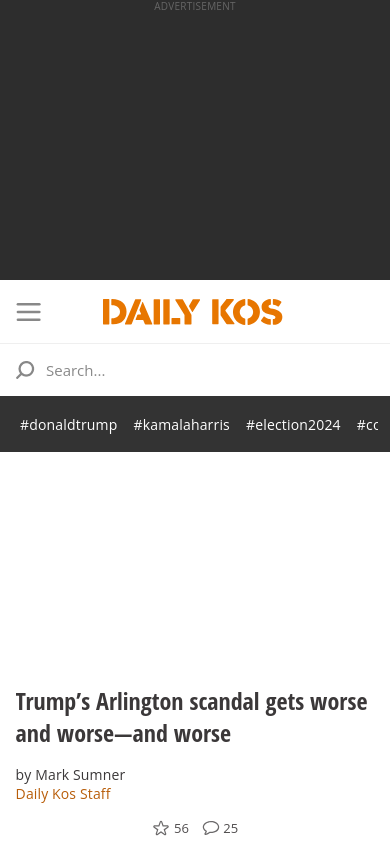 ADVERTISEMENT
DAILY KOS
Search...
#donaldtrump #kamalaharris #election2024 #cc
Trump’s Arlington scandal gets worse
and worse—and worse
by Mark Sumner
Daily Kos Staff
56 25